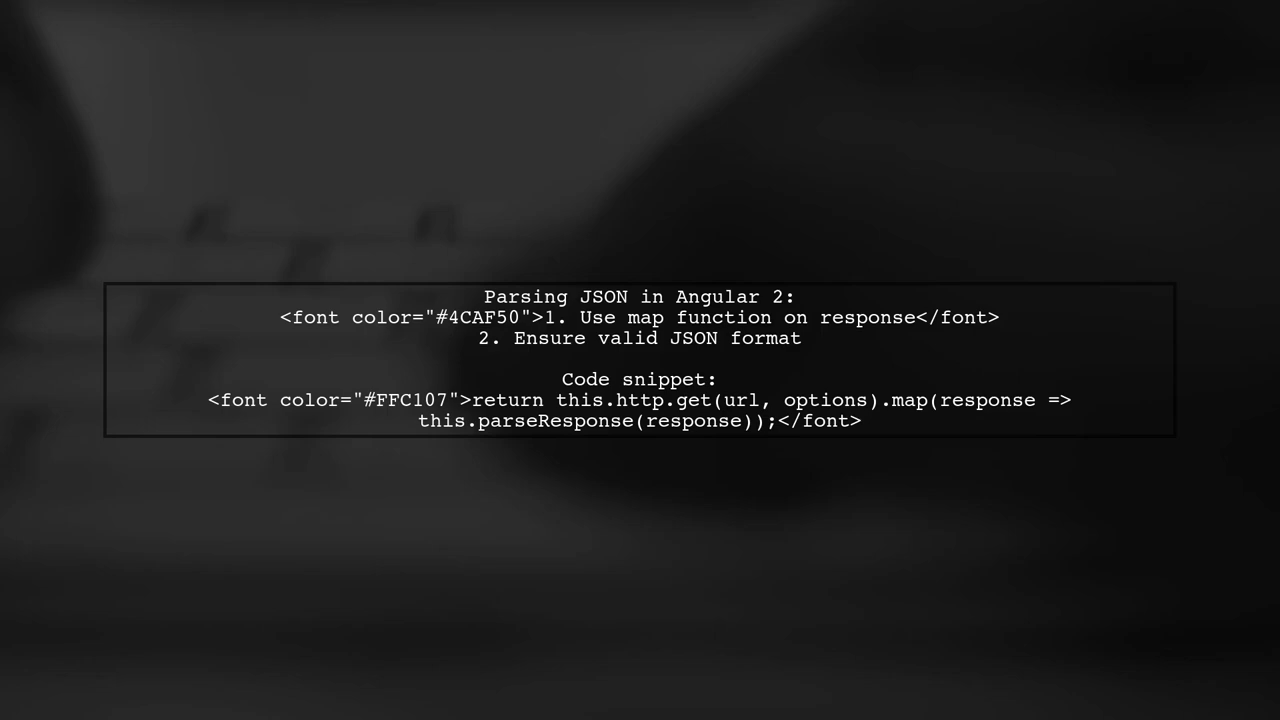 Parsing JSON in Angular 2:
<font color="#4CAF50">1. Use map function on response</font>
2. Ensure valid JSON format
Code snippet:
<font color="#FFC107">return this.http.get(url, options).map(response =>
this.parseResponse(response));</font>